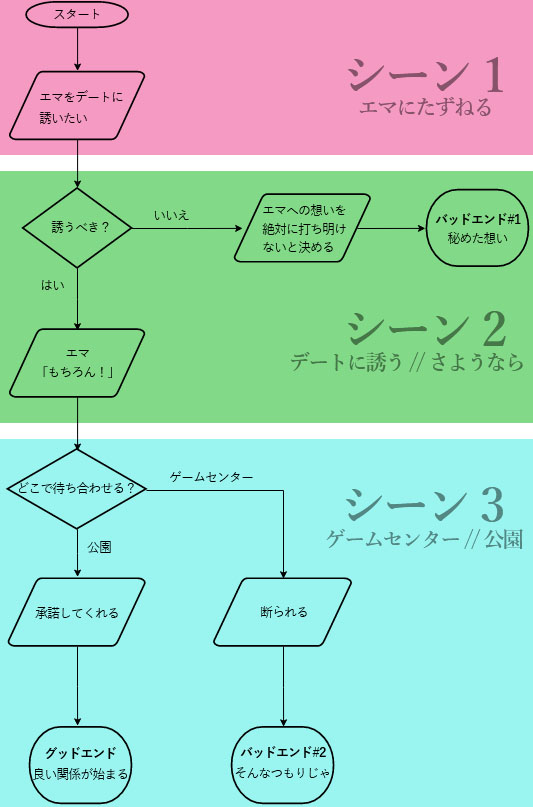 スタート
エマをデートに
誘いたい
シーン 1
エマにたずねる
誘うべき？
いいえ
エマへの想いを
絶対に打ち明け
ないと決める
バッドエンド#1
秘めた想い
はい
エマ
「もちろん！」
シーン 2
デートに誘う // さようなら
どこで待ち合わせる？
ゲームセンター
シーン 3
ゲームセンター // 公園
公園
承諾してくれる
断られる
グッドエンド
良い関係が始まる
バッドエンド#2
そんなつもりじゃ